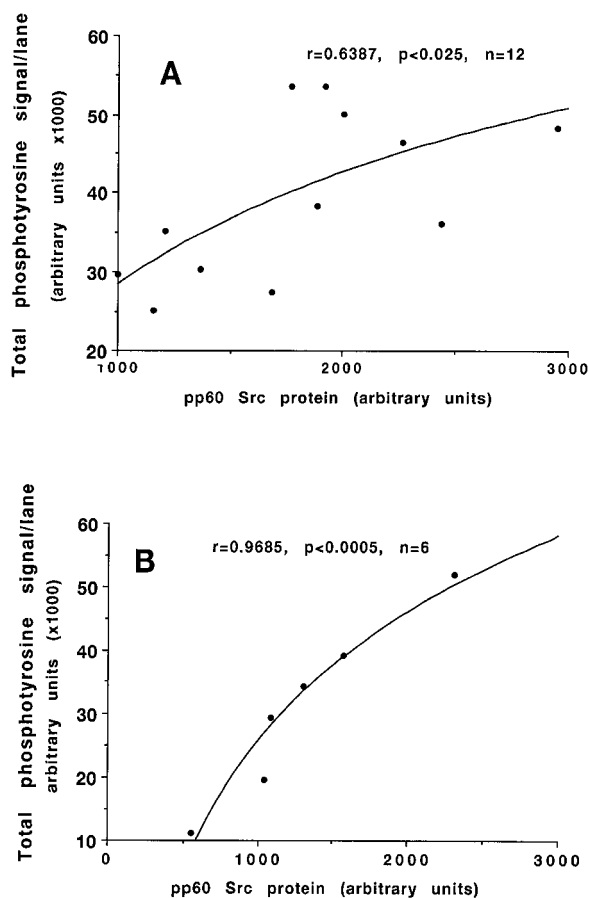 A
r=0.6387, p<0.025, n=12
Total phosphotyrosine signal/lane
(arbitrary units x1000)
60
50
40
30
20
1000 2000 3000
pp60 Src protein (arbitrary units)
B
r=0.9685, p<0.0005, n=6
Total phosphotyrosine signal/lane
arbitrary units (x1000)
60
50
40
30
20
10
0 1000 2000 3000
pp60 Src protein (arbitrary units)